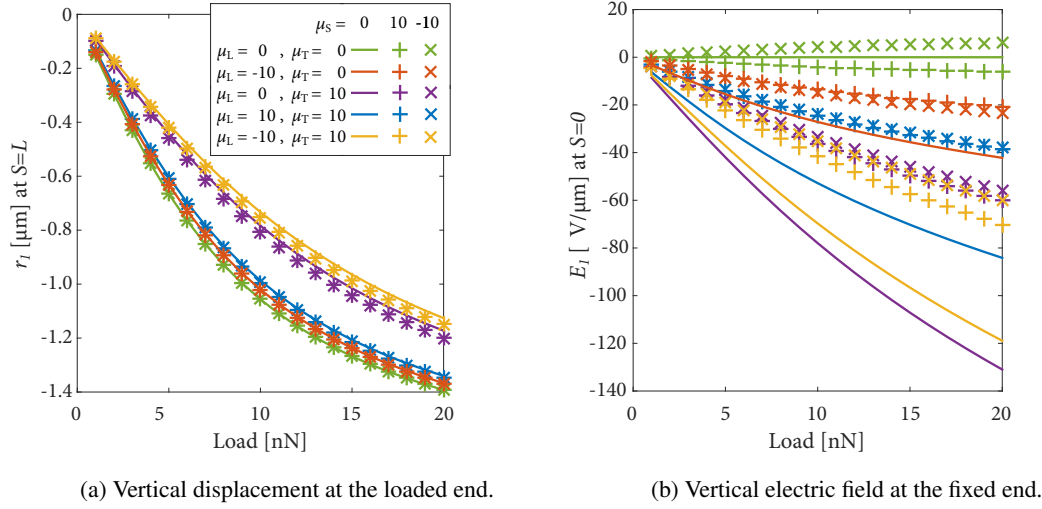 μS = 0 10 -10
μL = 0 , μT = 0
μL = -10 , μT = 0
μL = 0 , μT = 10
μL = 10 , μT = 10
μL = -10 , μT = 10
0
-0.2
-0.4
-0.6
-0.8
-1.0
-1.2
-1.4
r1 [μm] at S=L
0 5 10 15 20
Load [nN]
(a) Vertical displacement at the loaded end.
20
0
-20
-40
-60
-80
-100
-120
-140
E1 [ V/μm] at S=0
0 5 10 15 20
Load [nN]
(b) Vertical electric field at the fixed end.